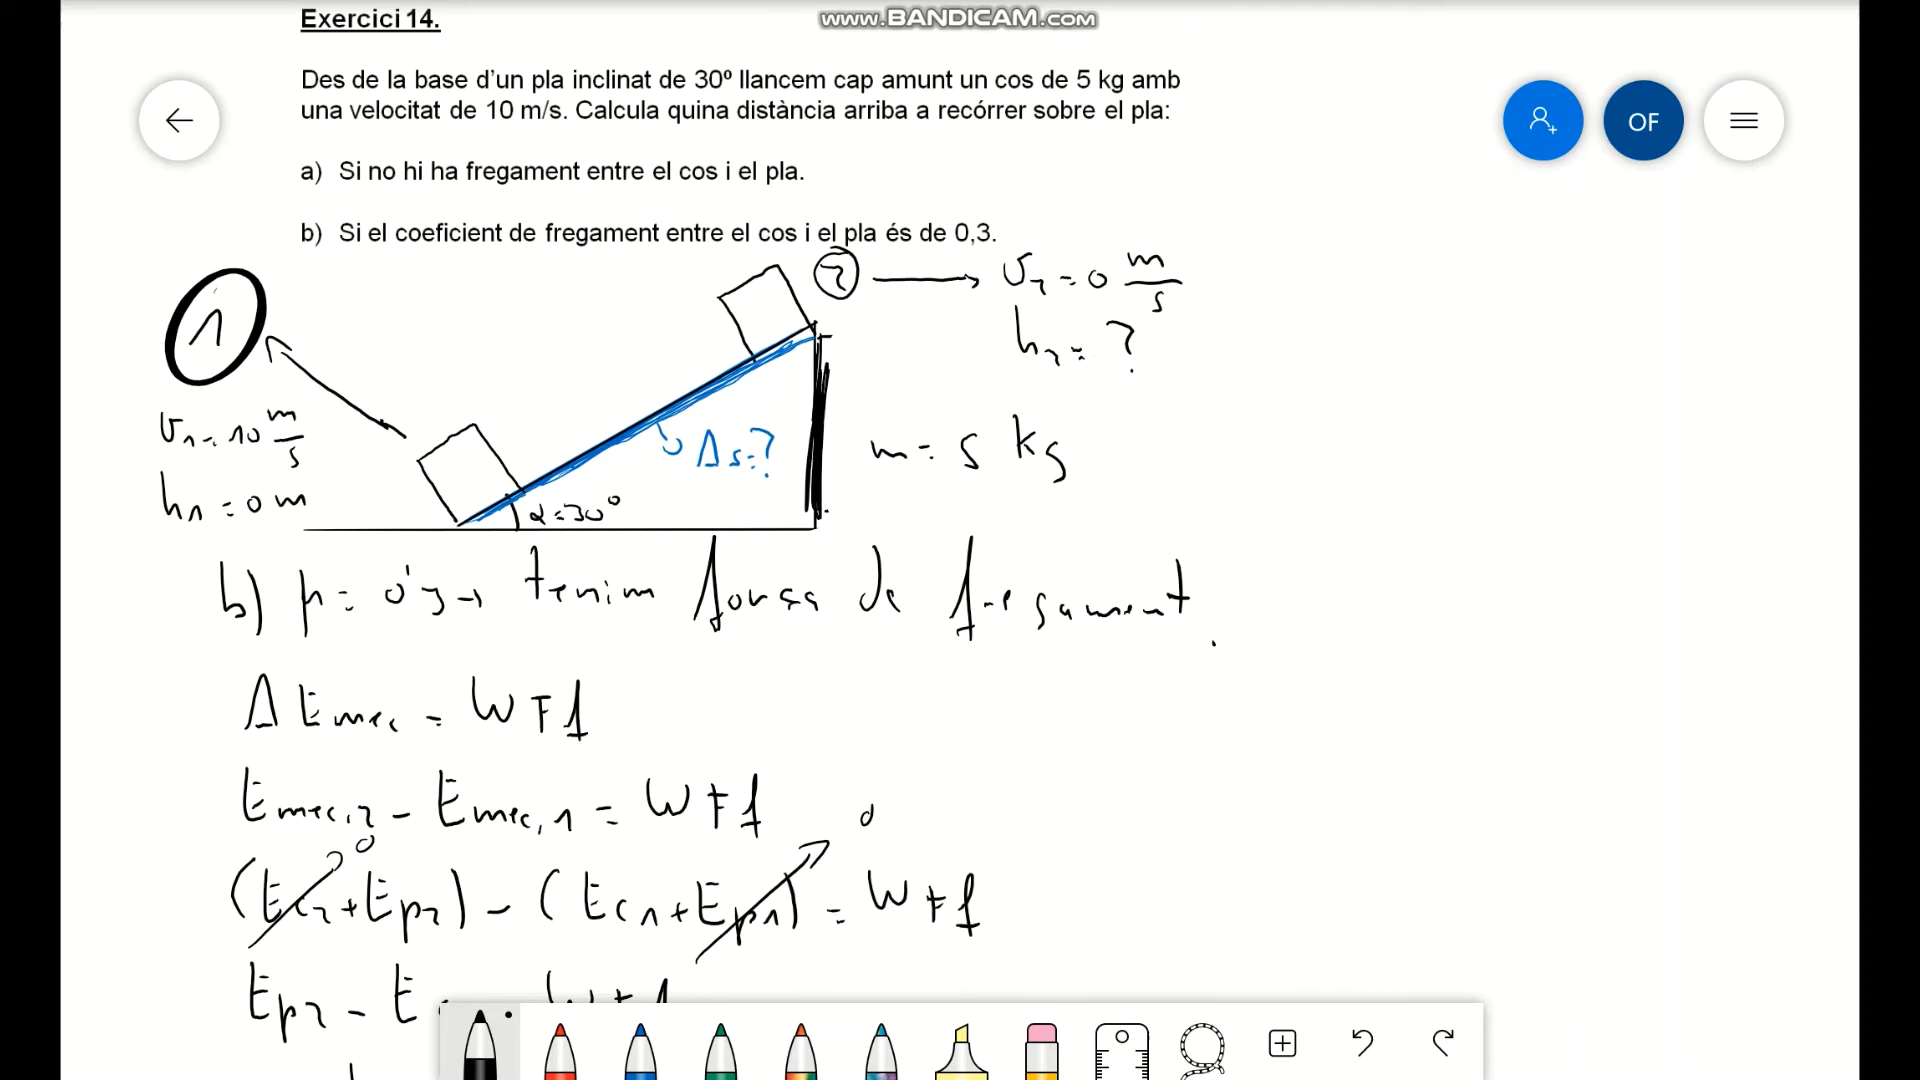 Exercici 14.
www.BANDICAM.com
Des de la base d'un pla inclinat de 30º llancem cap amunt un cos de 5 kg amb
una velocitat de 10 m/s. Calcula quina distància arriba a recórrer sobre el pla:
OF
a) Si no hi ha fregament entre el cos i el pla.
b) Si el coeficient de fregament entre el cos i el pla és de 0,3.
2
v2 = 0 m/s
h2 = ?
1
v1 = 10 m/s
h1 = 0 m
Δs = ?
α = 30º
m = 5 kg
b) μ = 0'3 → tenim força de fregament.
ΔEmec = WFf
Emec,2 - Emec,1 = WFf
0
0
(Ec2 + Ep2) - (Ec1 + Ep1) = WFf
Ep2 - E